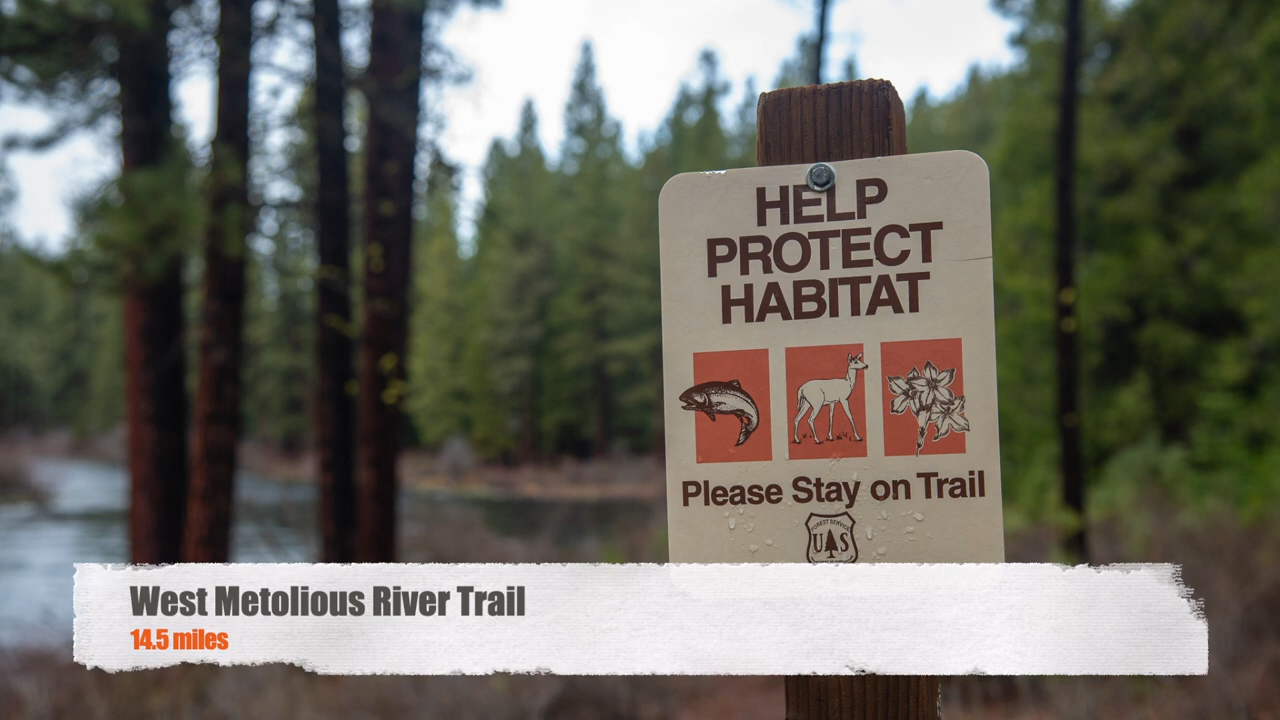 HELP
PROTECT
HABITAT
Please Stay on Trail
FOREST SERVICE
U S
West Metolious River Trail
14.5 miles